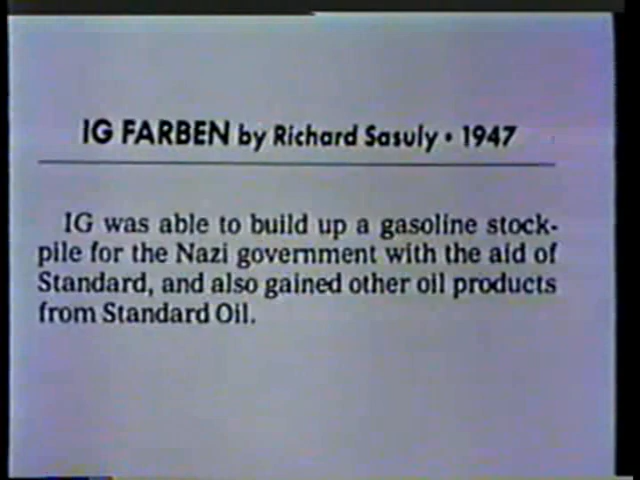 IG FARBEN by Richard Sasuly • 1947
IG was able to build up a gasoline stock-
pile for the Nazi government with the aid of
Standard, and also gained other oil products
from Standard Oil.